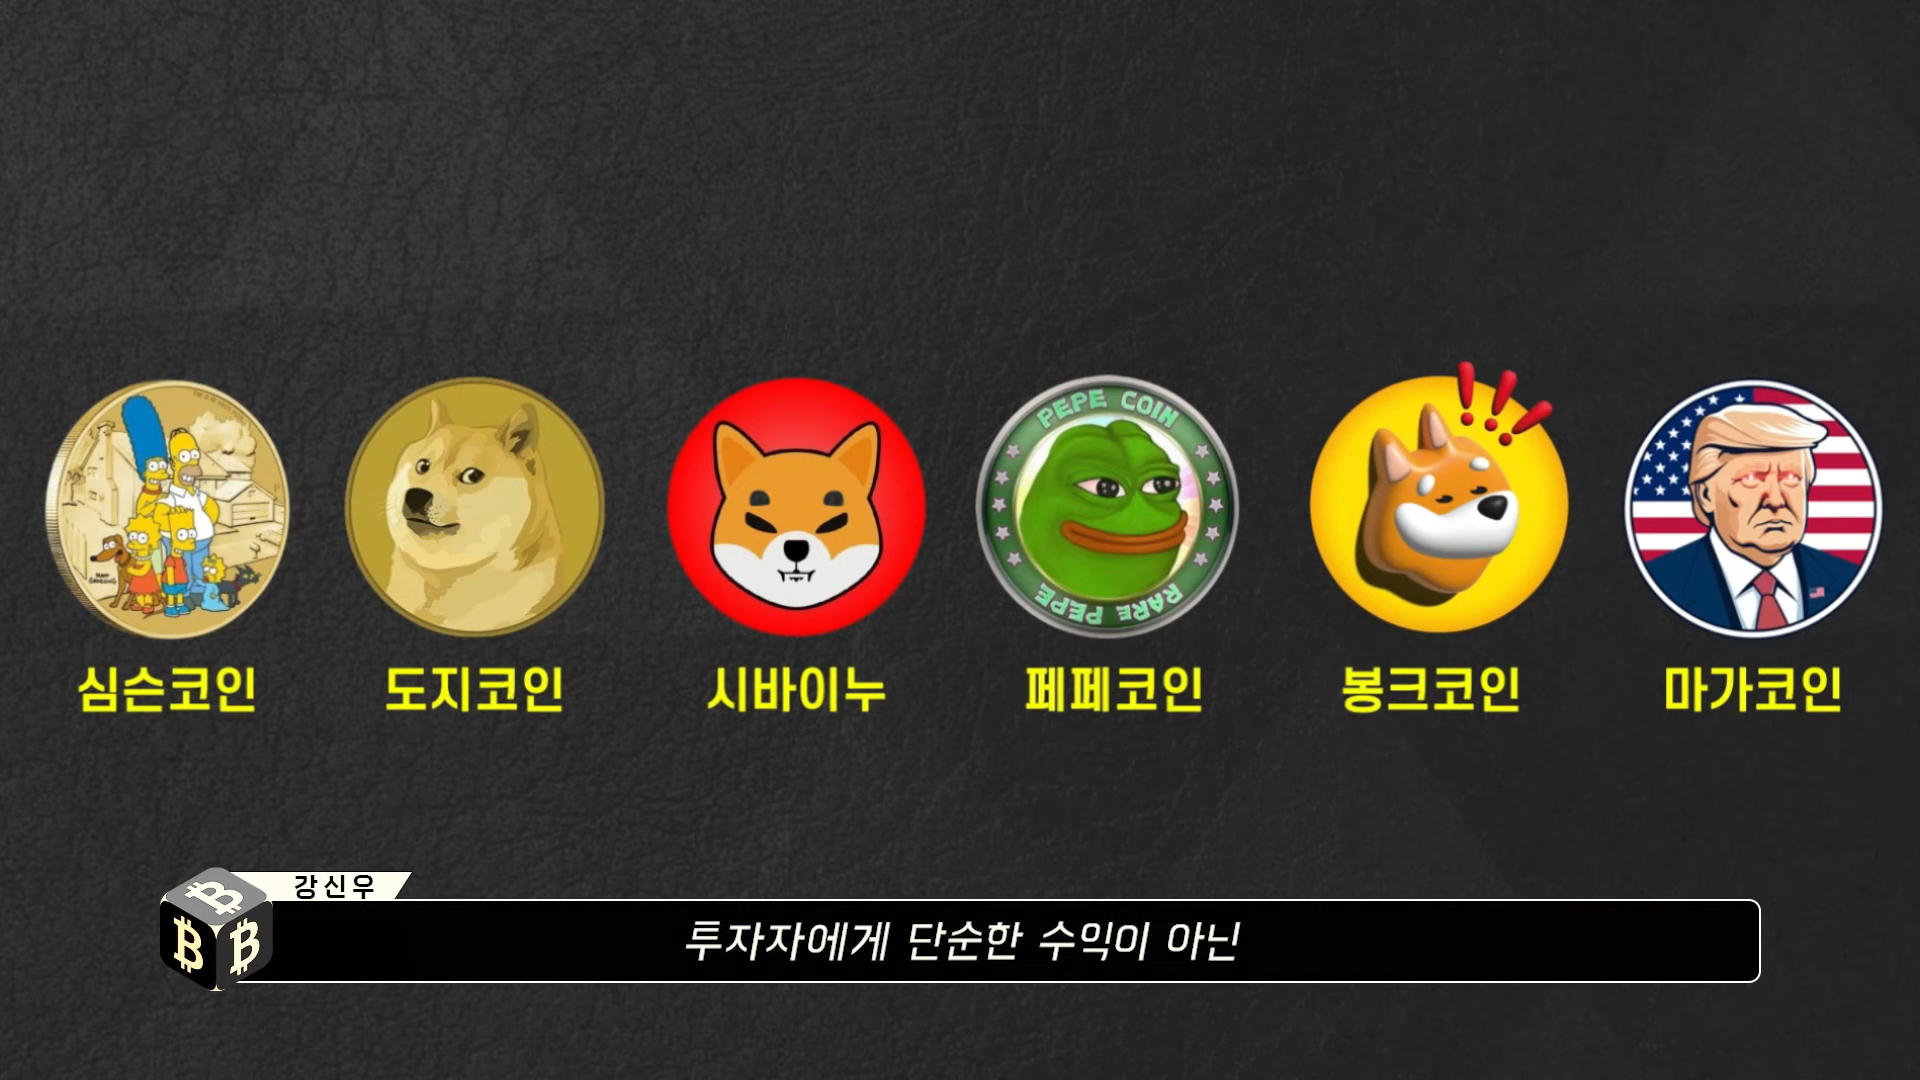 PEPE COIN
RARE PEPE
심슨코인
도지코인
시바이누
페페코인
봉크코인
마가코인
강신우
투자자에게 단순한 수익이 아닌